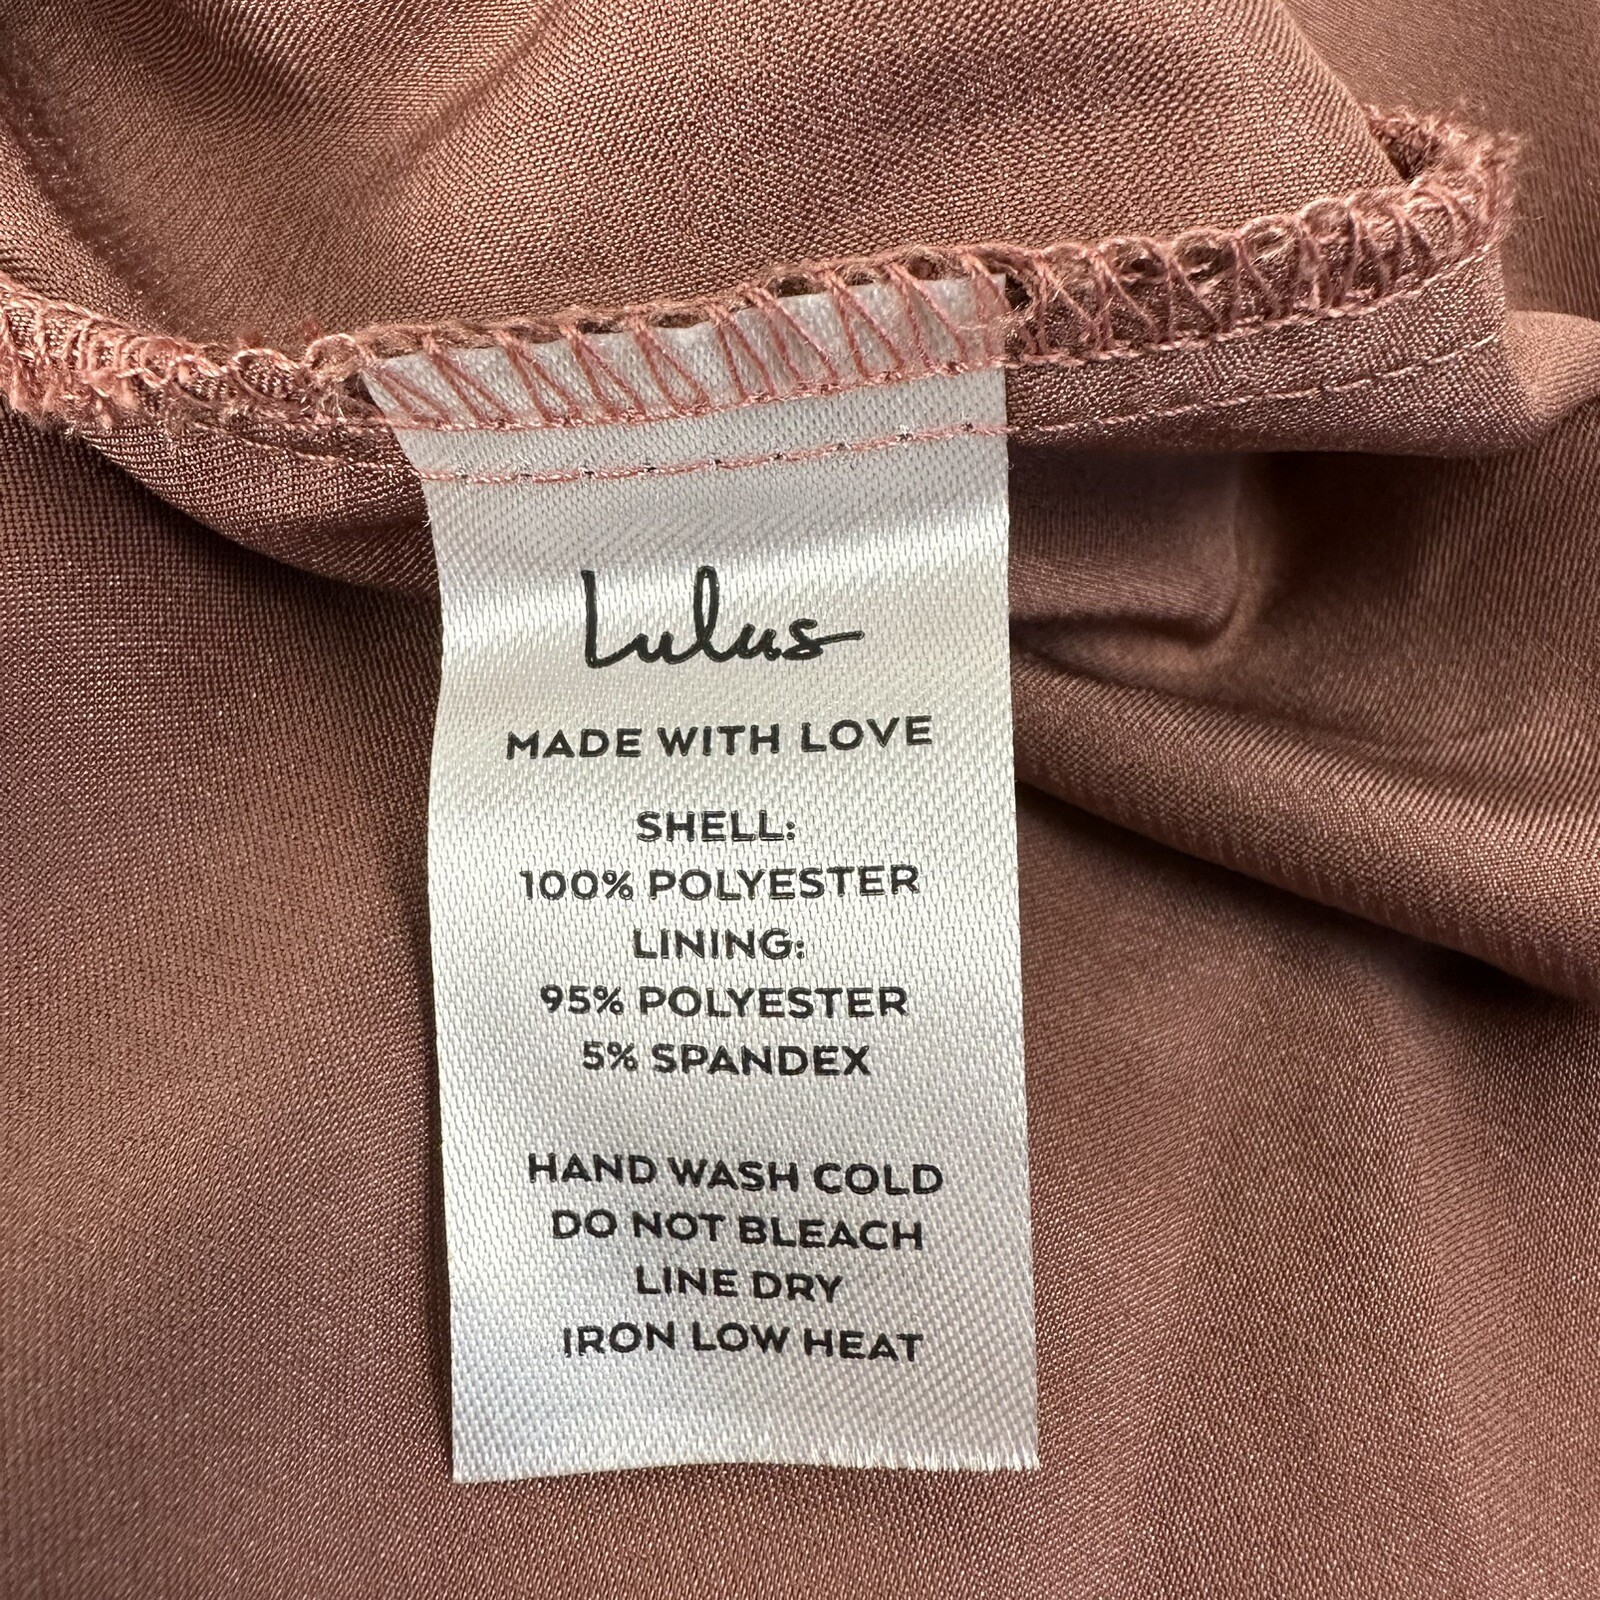 Lulus
MADE WITH LOVE
SHELL:
100% POLYESTER
LINING:
95% POLYESTER
5% SPANDEX
HAND WASH COLD
DO NOT BLEACH
LINE DRY
IRON LOW HEAT